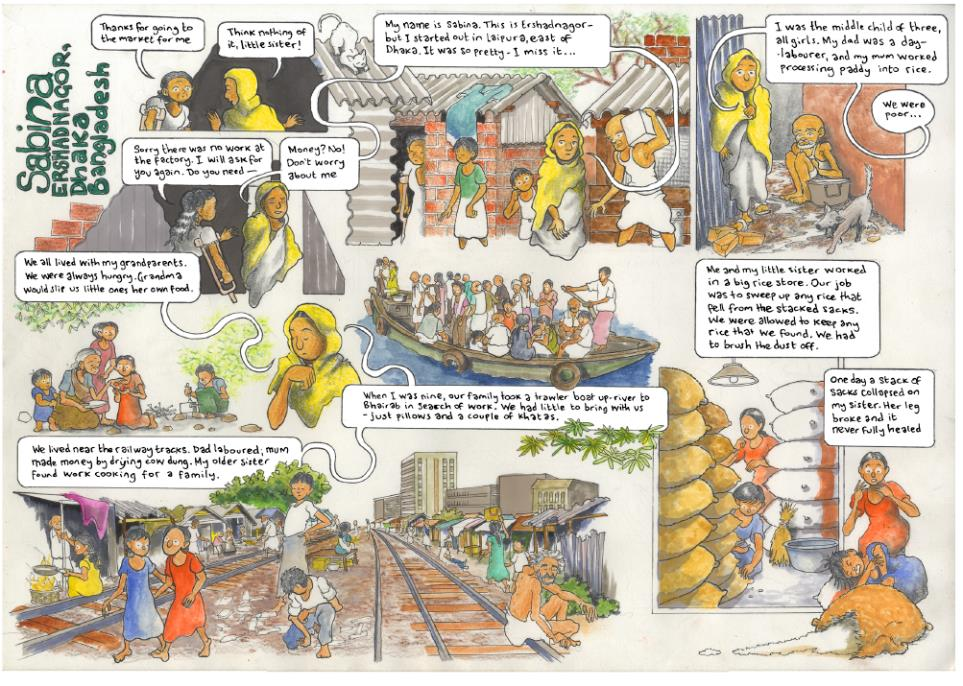 Sabina
ERSHADNAGOR,
Dhaka
Bangladesh
Thanks for going to
the market for me
Think nothing of
it, little sister!
Sorry there was no work at
the factory. I will ask for
you again. Do you need —
Money? No!
Don't worry
about me
My name is Sabina. This is Ershadnagor —
but I started out in Laipura, east of
Dhaka. It was so pretty - I miss it...
I was the middle child of three,
all girls. My dad was a day-
labourer, and my mum worked
processing paddy into rice.
We were
poor...
We all lived with my grandparents.
We were always hungry. Grandma
would slip us little ones her own food.
When I was nine, our family took a trawler boat up-river to
Bhairab in search of work. We had little to bring with us
- just pillows and a couple of khatas.
We lived near the railway tracks. Dad laboured; mum
made money by drying cow dung. My older sister
found work cooking for a family.
Me and my little sister worked
in a big rice store. Our job
was to sweep up any rice that
fell from the stacked sacks.
We were allowed to keep any
rice that we found. We had
to brush the dust off.
One day a stack of
sacks collapsed on
my sister. Her leg
broke and it
never fully healed